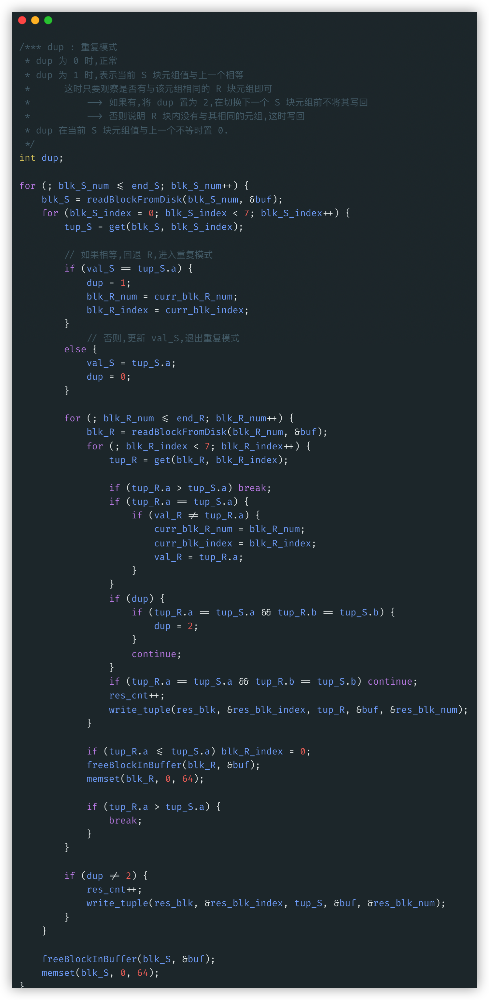 /*** dup : 重复模式
 * dup 为 0 时,正常
 * dup 为 1 时,表示当前 S 块元组值与上一个相等
 *      这时只要观察是否有与该元组相同的 R 块元组即可
 *          --> 如果有,将 dup 置为 2,在切换下一个 S 块元组前不将其写回
 *          --> 否则说明 R 块内没有与其相同的元组,这时写回
 * dup 在当前 S 块元组值与上一个不等时置 0.
 */
int dup;

for (; blk_S_num <= end_S; blk_S_num++) {
    blk_S = readBlockFromDisk(blk_S_num, &buf);
    for (blk_S_index = 0; blk_S_index < 7; blk_S_index++) {
        tup_S = get(blk_S, blk_S_index);

        // 如果相等,回退 R,进入重复模式
        if (val_S == tup_S.a) {
            dup = 1;
            blk_R_num = curr_blk_R_num;
            blk_R_index = curr_blk_index;
        }
            // 否则,更新 val_S,退出重复模式
        else {
            val_S = tup_S.a;
            dup = 0;
        }

        for (; blk_R_num <= end_R; blk_R_num++) {
            blk_R = readBlockFromDisk(blk_R_num, &buf);
            for (; blk_R_index < 7; blk_R_index++) {
                tup_R = get(blk_R, blk_R_index);

                if (tup_R.a > tup_S.a) break;
                if (tup_R.a == tup_S.a) {
                    if (val_R != tup_R.a) {
                        curr_blk_R_num = blk_R_num;
                        curr_blk_index = blk_R_index;
                        val_R = tup_R.a;
                    }
                }
                if (dup) {
                    if (tup_R.a == tup_S.a && tup_R.b == tup_S.b) {
                        dup = 2;
                    }
                    continue;
                }
                if (tup_R.a == tup_S.a && tup_R.b == tup_S.b) continue;
                res_cnt++;
                write_tuple(res_blk, &res_blk_index, tup_R, &buf, &res_blk_num);
            }

            if (tup_R.a <= tup_S.a) blk_R_index = 0;
            freeBlockInBuffer(blk_R, &buf);
            memset(blk_R, 0, 64);

            if (tup_R.a > tup_S.a) {
                break;
            }
        }

        if (dup != 2) {
            res_cnt++;
            write_tuple(res_blk, &res_blk_index, tup_S, &buf, &res_blk_num);
        }
    }

    freeBlockInBuffer(blk_S, &buf);
    memset(blk_S, 0, 64);
}